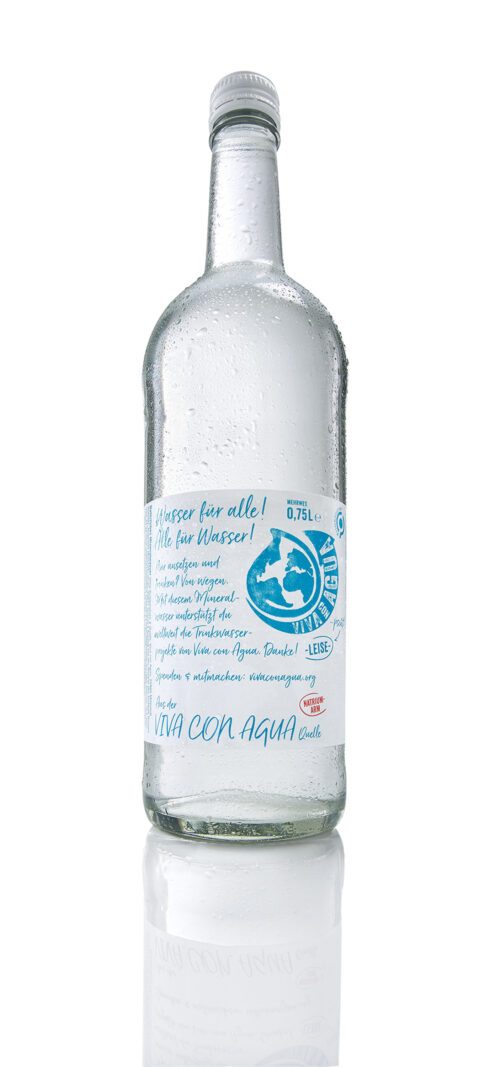 Wasser für alle!
Alle für Wasser!
Nur ansetzen und
trinken? Von wegen.
Mit diesem Mineral-
wasser unterstützt du
weltweit die Trinkwasser-
projekte von Viva con Agua. Danke!
Spenden & mitmachen: vivaconagua.org
Aus der
VIVA CON AGUA Quelle
MEHRWEG
0,75L e
VIVA CON AGUA
-LEISE-
NATRIUM-
ARM